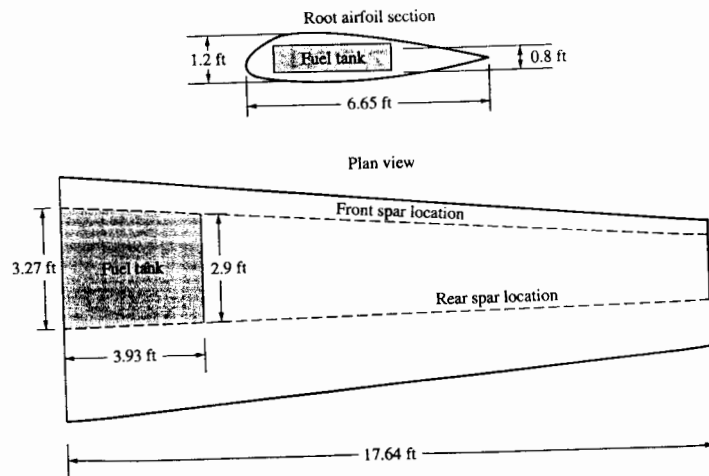 Root airfoil section
1.2 ft
Fuel tank
0.8 ft
6.65 ft
Plan view
Front spar location
3.27 ft
Fuel tank
2.9 ft
Rear spar location
3.93 ft
17.64 ft